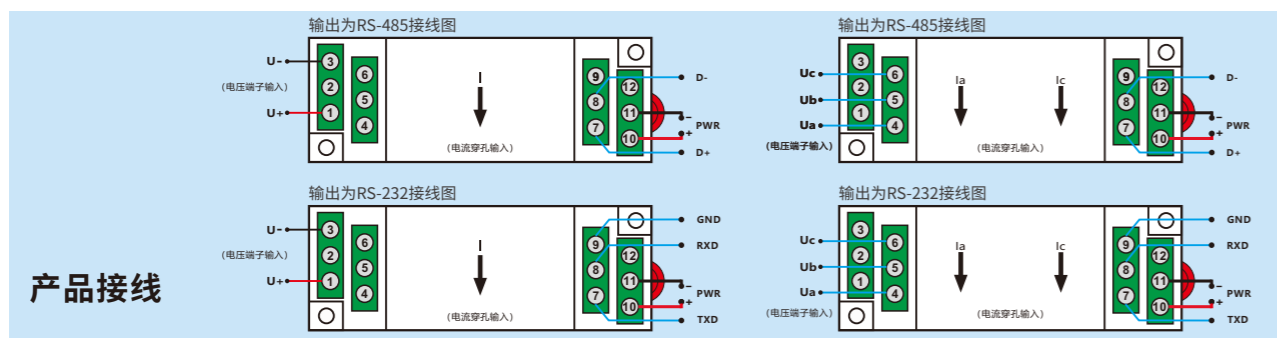 产品接线
输出为RS-485接线图
U-
(电压端子输入)
U+
3
2
1
6
5
4
I
(电流穿孔输入)
9
8
7
12
11
10
D-
-
PWR
+
D+
输出为RS-485接线图
Uc
Ub
Ua
(电压端子输入)
3
2
1
6
5
4
Ia
Ic
(电流穿孔输入)
9
8
7
12
11
10
D-
-
PWR
+
D+
输出为RS-232接线图
U-
(电压端子输入)
U+
3
2
1
6
5
4
I
(电流穿孔输入)
9
8
7
12
11
10
GND
RXD
-
PWR
+
TXD
输出为RS-232接线图
Uc
Ub
Ua
(电压端子输入)
3
2
1
6
5
4
Ia
Ic
(电流穿孔输入)
9
8
7
12
11
10
GND
RXD
-
PWR
+
TXD